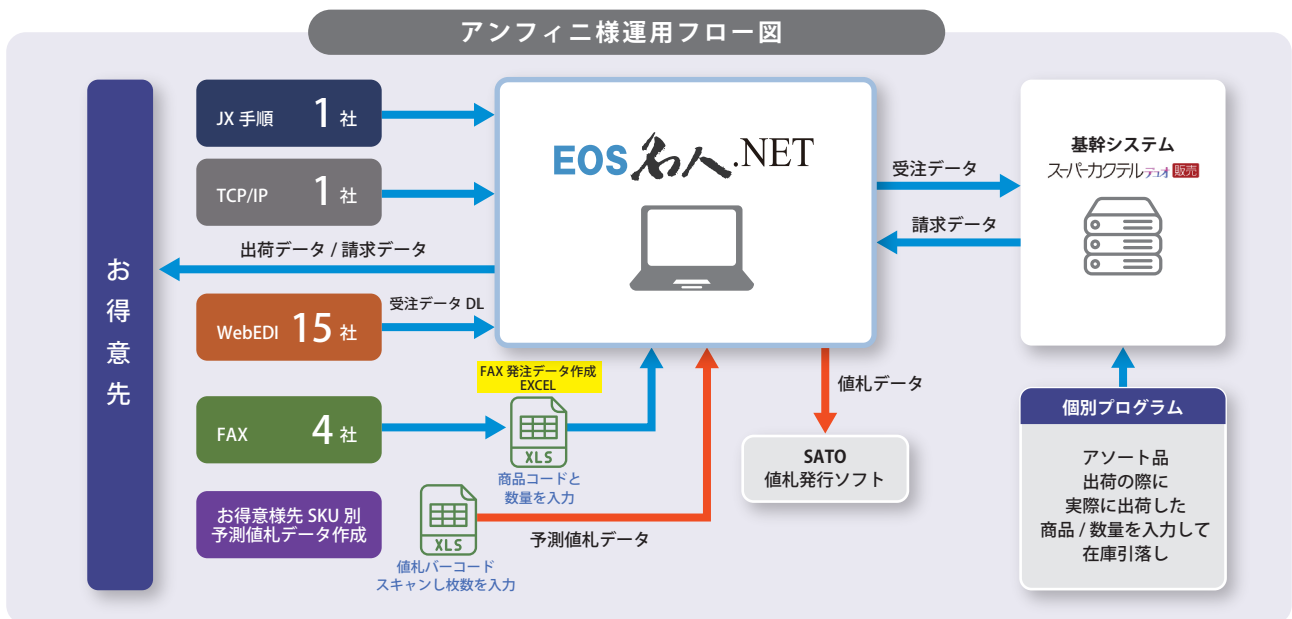 アンフィニ様運用フロー図
お得意先
JX 手順 1 社
TCP/IP 1 社
出荷データ / 請求データ
WebEDI 15 社
受注データ DL
FAX 4 社
FAX 発注データ作成
EXCEL
XLS
商品コードと
数量を入力
お得意様先 SKU 別
予測値札データ作成
XLS
値札バーコード
スキャンし枚数を入力
予測値札データ
EOS名人.NET
受注データ
請求データ
値札データ
SATO
値札発行ソフト
基幹システム
スーパーカクテルデュオ 販売
個別プログラム
アソート品
出荷の際に
実際に出荷した
商品 / 数量を入力して
在庫引落し